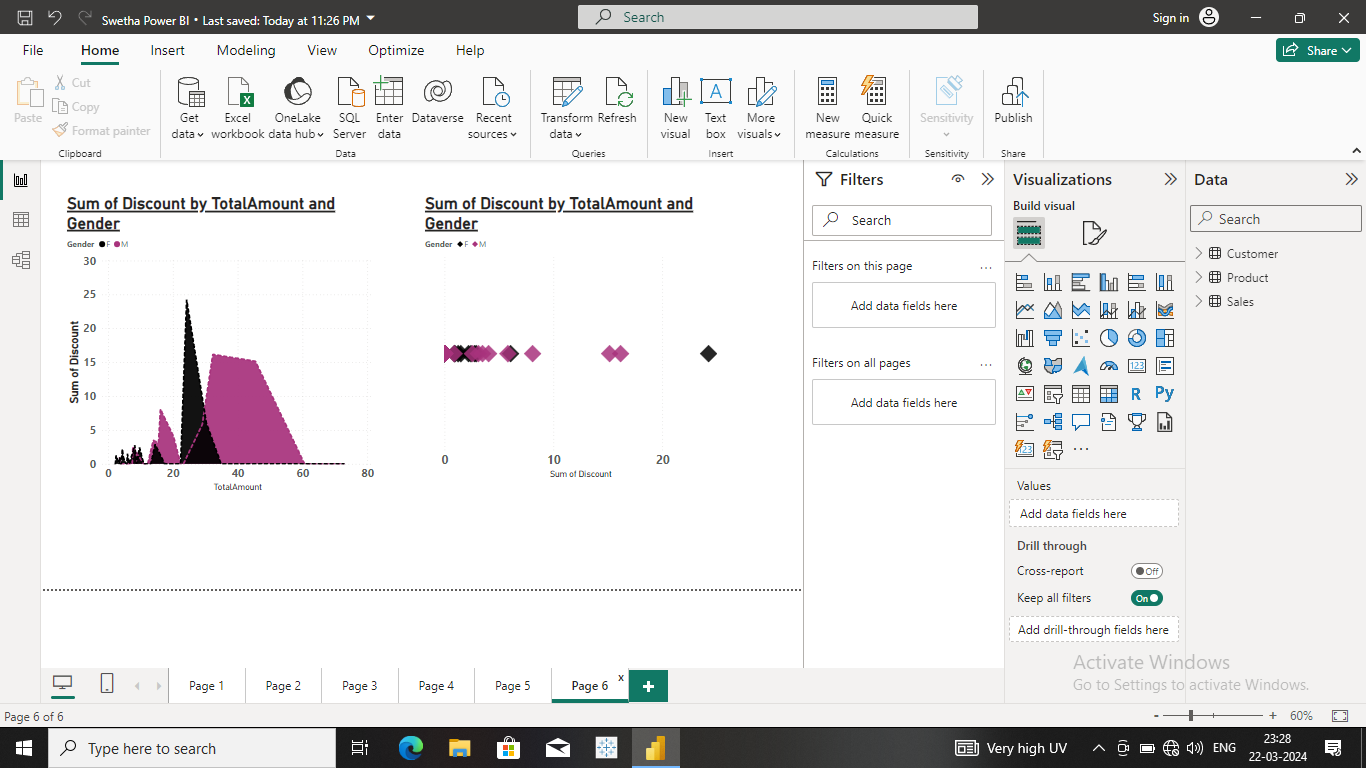 Swetha Power BI • Last saved: Today at 11:26 PM
Search
Sign in
File
Home
Insert
Modeling
View
Optimize
Help
Share
Paste
Cut
Copy
Format painter
Clipboard
Get data
Excel workbook
OneLake data hub
SQL Server
Enter data
Dataverse
Recent sources
Data
Transform data
Refresh
Queries
New visual
Text box
More visuals
Insert
New measure
Quick measure
Calculations
Sensitivity
Sensitivity
Publish
Share
Sum of Discount by TotalAmount and
Gender
Gender F M
30
25
20
15
10
5
0
Sum of Discount
0 20 40 60 80
TotalAmount
Sum of Discount by TotalAmount and
Gender
Gender F M
0 10 20
Sum of Discount
Filters
Search
Filters on this page
...
Add data fields here
Filters on all pages
...
Add data fields here
Visualizations
Build visual
123
R
Py
123
...
Values
Add data fields here
Drill through
Cross-report
Off
Keep all filters
On
Add drill-through fields here
Data
Search
Customer
Product
Sales
Activate Windows
Go to Settings to activate Windows.
Page 1
Page 2
Page 3
Page 4
Page 5
Page 6
x
+
Page 6 of 6
- + 60%
Type here to search
Very high UV
ENG
23:28
22-03-2024